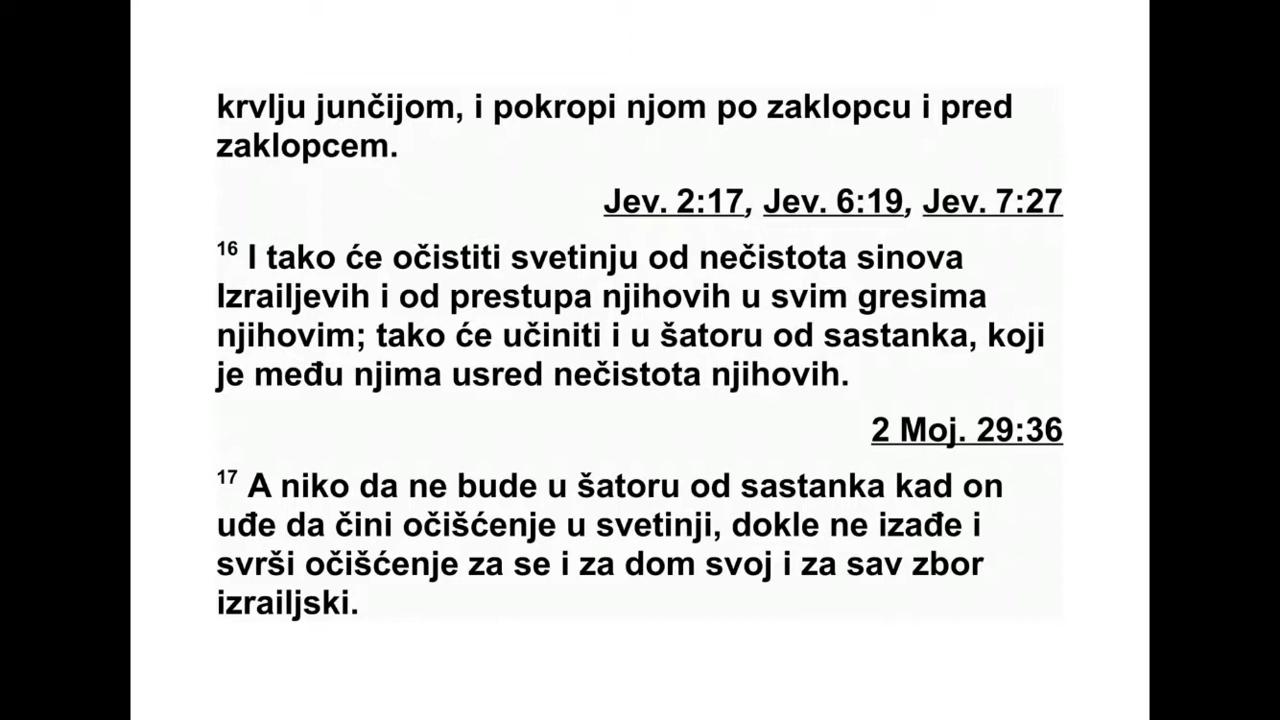 krvlju junčijom, i pokropi njom po zaklopcu i pred
zaklopcem.
Jev. 2:17, Jev. 6:19, Jev. 7:27
16 I tako će očistiti svetinju od nečistota sinova
Izrailjevih i od prestupa njihovih u svim gresima
njihovim; tako će učiniti i u šatoru od sastanka, koji
je među njima usred nečistota njihovih.
2 Moj. 29:36
17 A niko da ne bude u šatoru od sastanka kad on
uđe da čini očišćenje u svetinji, dokle ne izađe i
svrši očišćenje za se i za dom svoj i za sav zbor
izrailjski.